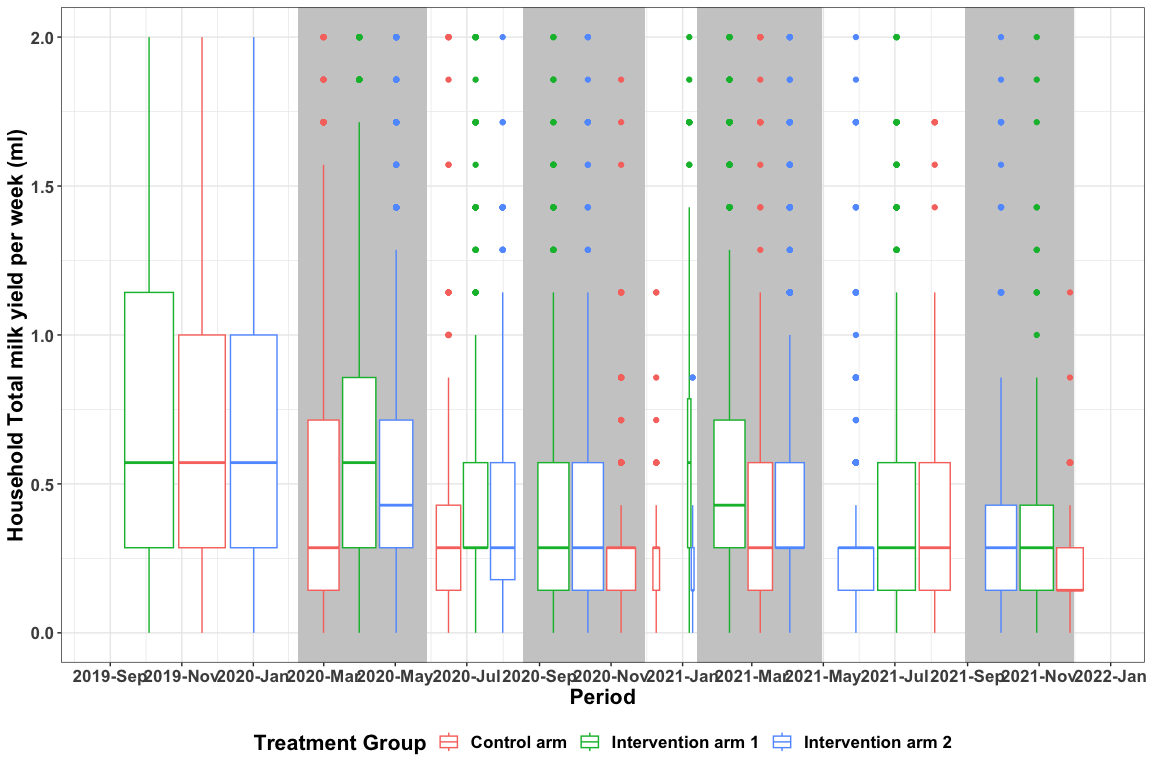 Household Total milk yield per week (ml)
2.0
1.5
1.0
0.5
0.0
2019-Sep 2019-Nov 2020-Jan 2020-Mar 2020-May 2020-Jul 2020-Sep 2020-Nov 2021-Jan 2021-Mar 2021-May 2021-Jul 2021-Sep 2021-Nov 2022-Jan
Period
Treatment Group Control arm Intervention arm 1 Intervention arm 2